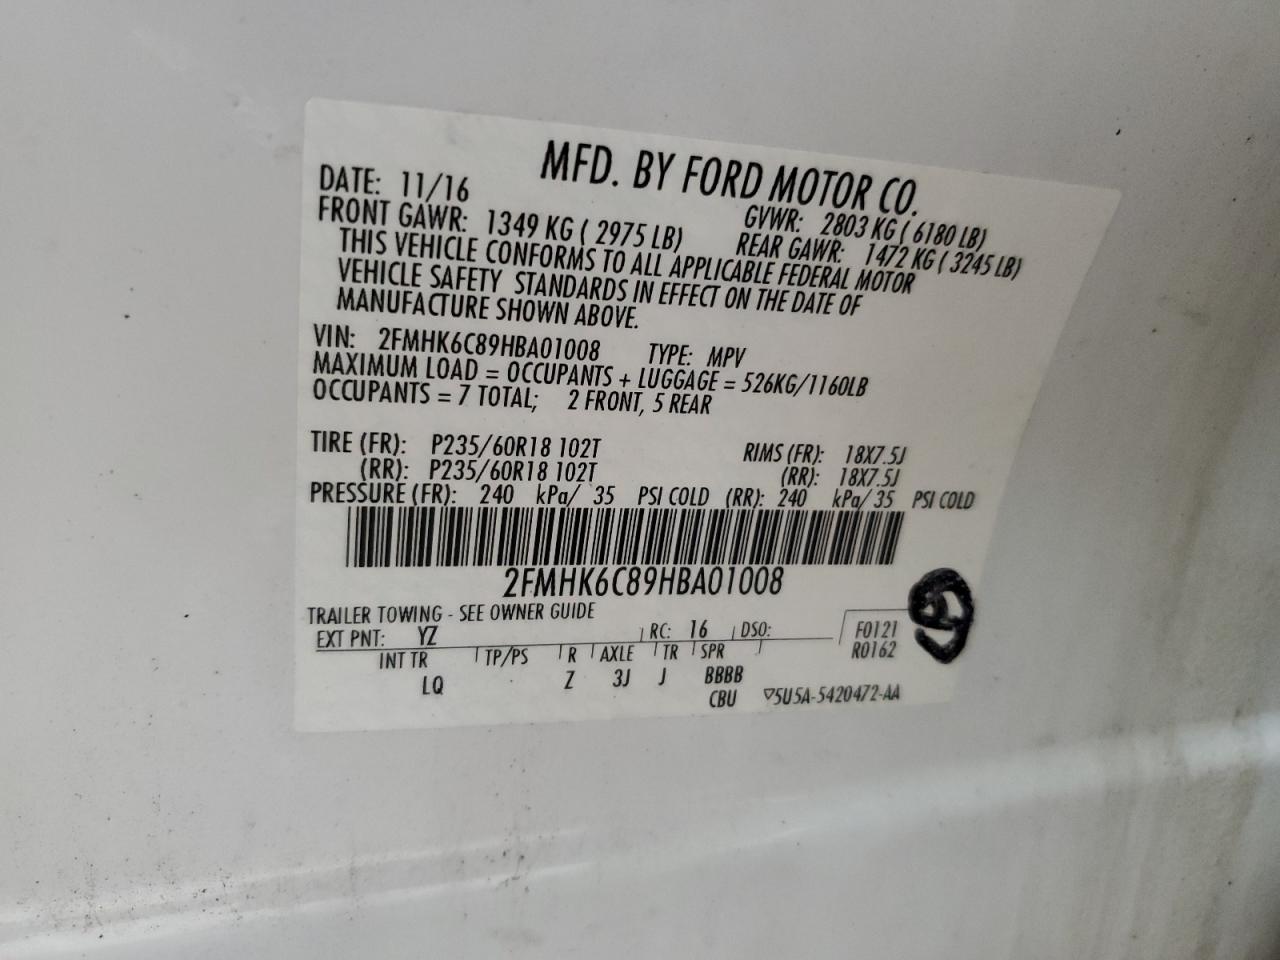 MFD. BY FORD MOTOR CO.
DATE: 11/16 GVWR: 2803 KG ( 6180 LB)
FRONT GAWR: 1349 KG ( 2975 LB) REAR GAWR: 1472 KG ( 3245 LB)
THIS VEHICLE CONFORMS TO ALL APPLICABLE FEDERAL MOTOR
VEHICLE SAFETY STANDARDS IN EFFECT ON THE DATE OF
MANUFACTURE SHOWN ABOVE.
VIN: 2FMHK6C89HBA01008 TYPE: MPV
MAXIMUM LOAD = OCCUPANTS + LUGGAGE = 526KG/1160LB
OCCUPANTS = 7 TOTAL; 2 FRONT, 5 REAR
TIRE (FR): P235/60R18 102T RIMS (FR): 18X7.5J
(RR): P235/60R18 102T (RR): 18X7.5J
PRESSURE (FR): 240 kPa/ 35 PSI COLD (RR): 240 kPa/ 35 PSI COLD
2FMHK6C89HBA01008
TRAILER TOWING - SEE OWNER GUIDE
EXT PNT: YZ RC: 16 DSO: F0121
R0162
INT TR TP/PS R AXLE TR SPR
LQ Z 3J J BBBB
CBU ▽5U5A-5420472-AA